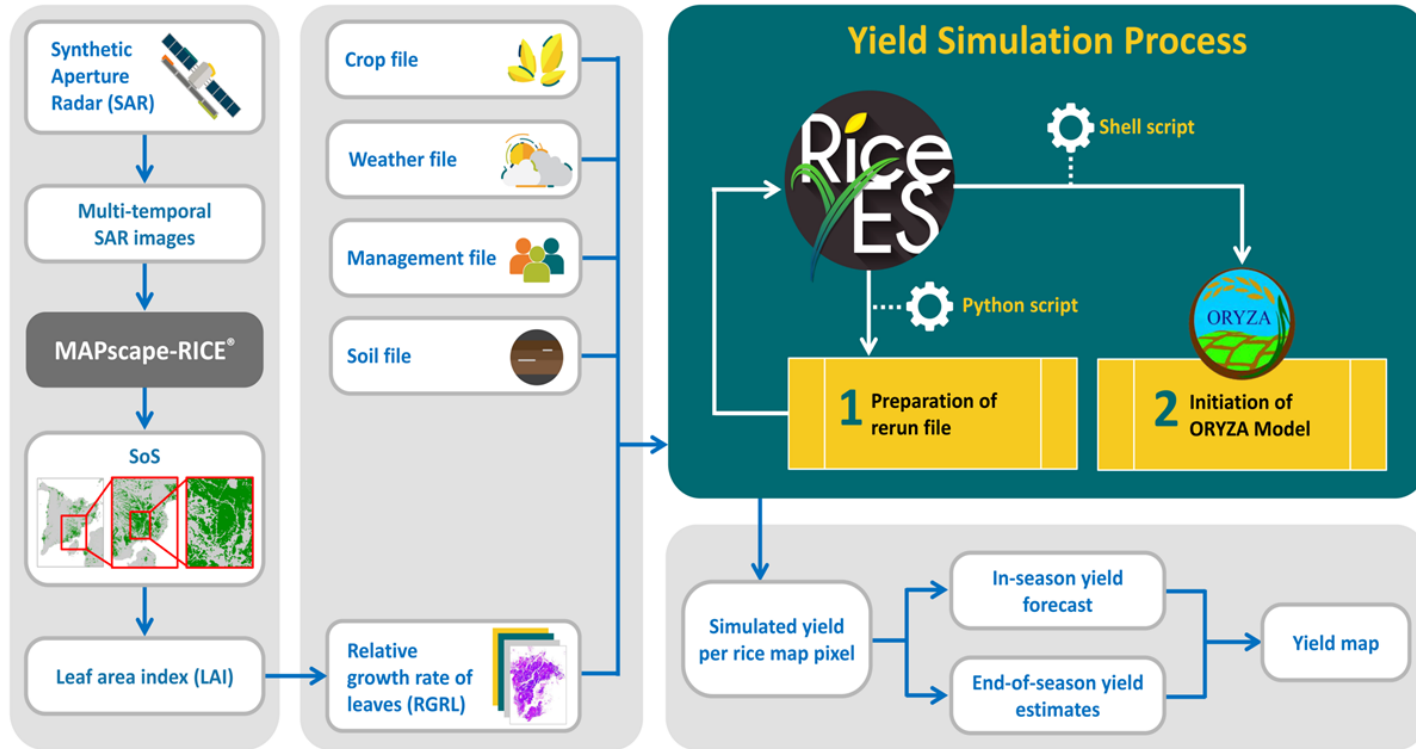 Synthetic
Aperture
Radar (SAR)
Multi-temporal
SAR images
MAPscape-RICE®
SoS
Leaf area index (LAI)
Crop file
Weather file
Management file
Soil file
Relative
growth rate of
leaves (RGRL)
Yield Simulation Process
Rice
YES
Shell script
Python script
ORYZA
1 Preparation of
rerun file
2 Initiation of
ORYZA Model
Simulated yield
per rice map pixel
In-season yield
forecast
End-of-season yield
estimates
Yield map